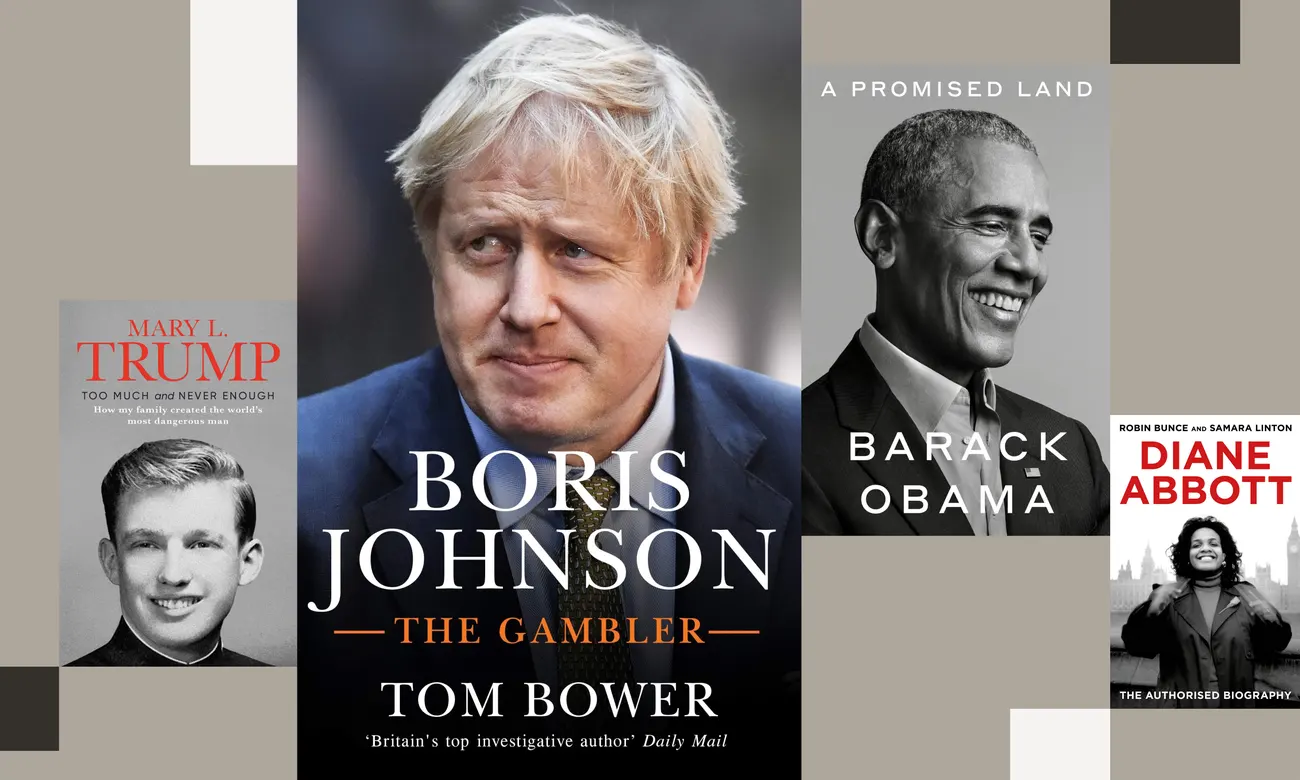 MARY L.
TRUMP
TOO MUCH and NEVER ENOUGH
How my family created the world's
most dangerous man
BORIS
JOHNSON
THE GAMBLER
TOM BOWER
‘Britain's top investigative author’ Daily Mail
A PROMISED LAND
BARACK
OBAMA
ROBIN BUNCE AND SAMARA LINTON
DIANE
ABBOTT
THE AUTHORISED BIOGRAPHY